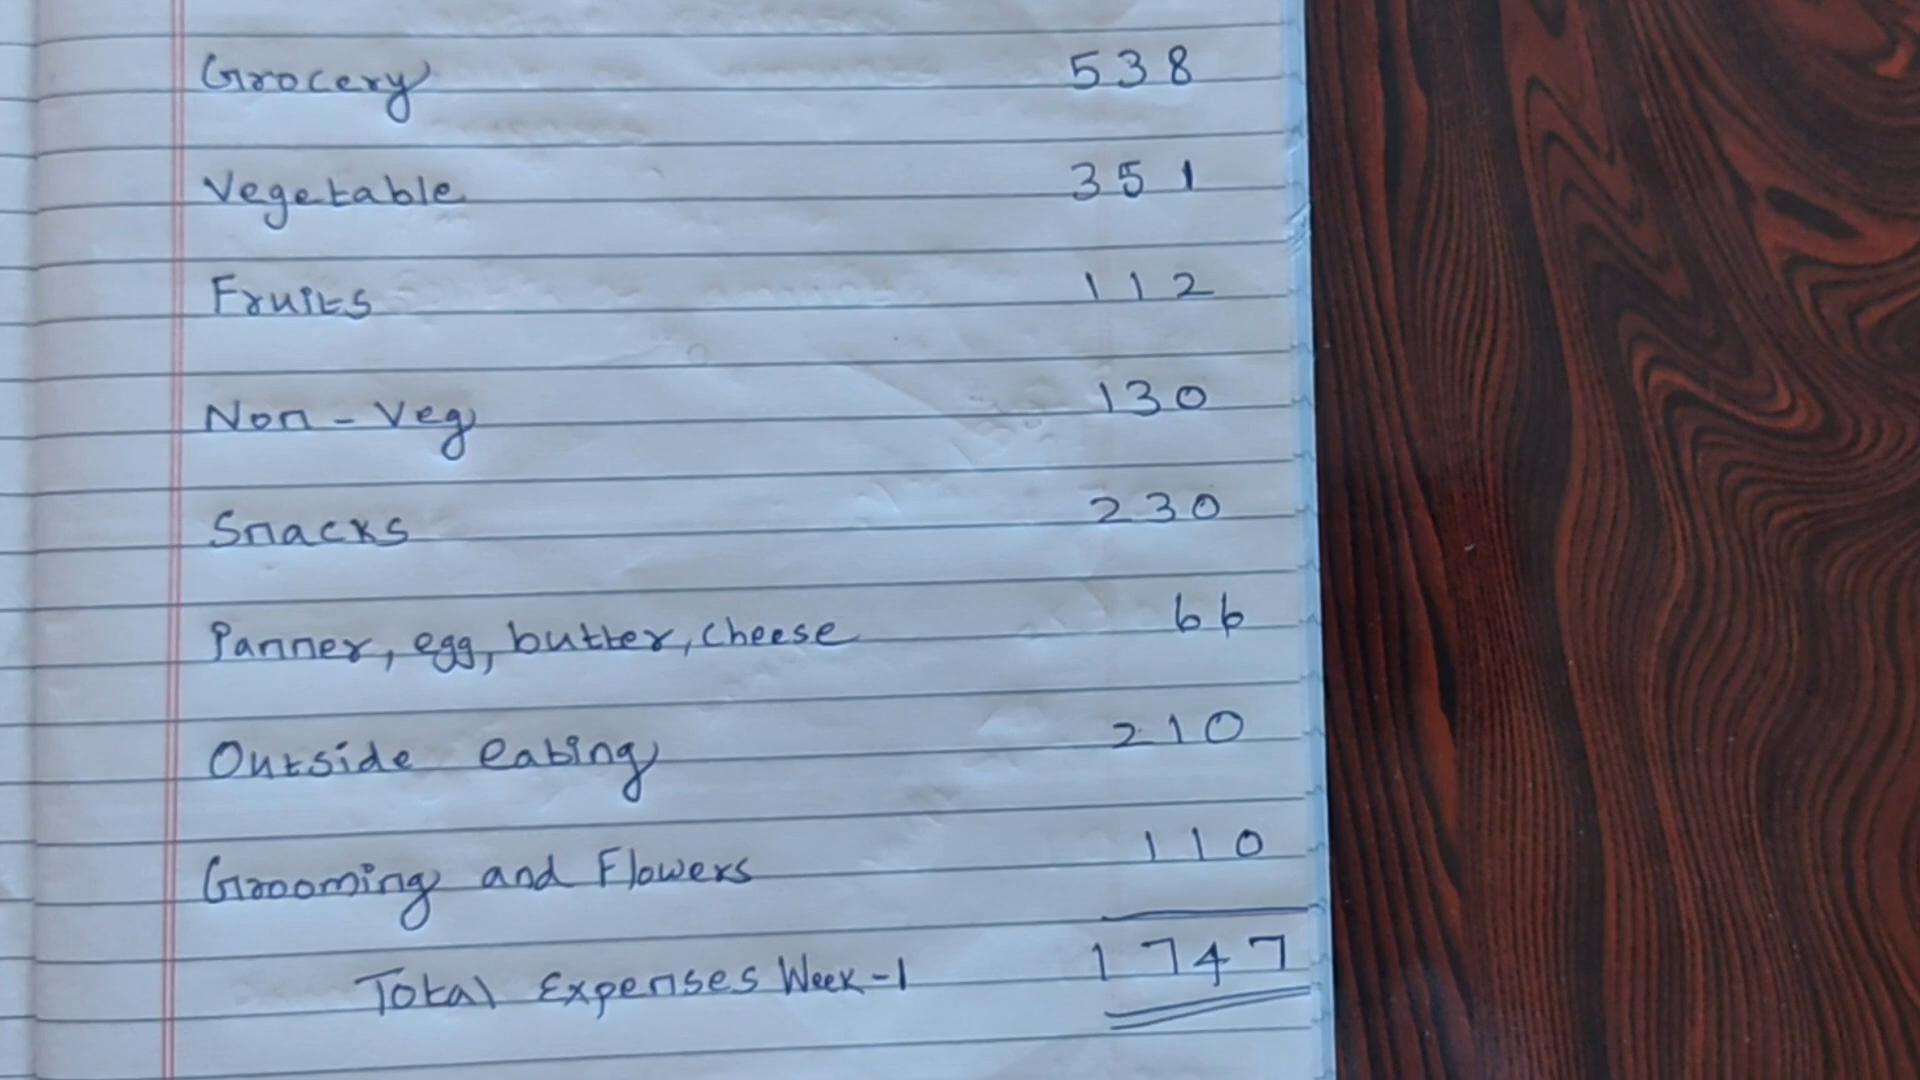 Grocery 538
Vegetable 351
Fruits 112
Non-Veg 130
Snacks 230
Panner, egg, butter, cheese 66
Outside eating 210
Grooming and Flowers 110
Total Expenses Week-1 1747